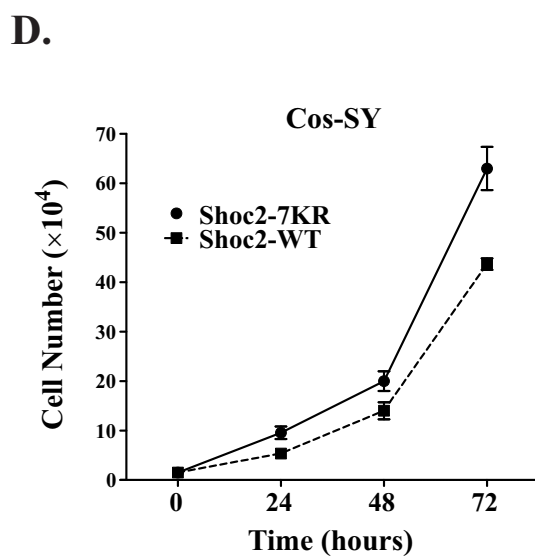 D.
Cos-SY
70
60
50
40
30
20
10
0
Cell Number (×10⁴)
Shoc2-7KR
Shoc2-WT
0 24 48 72
Time (hours)